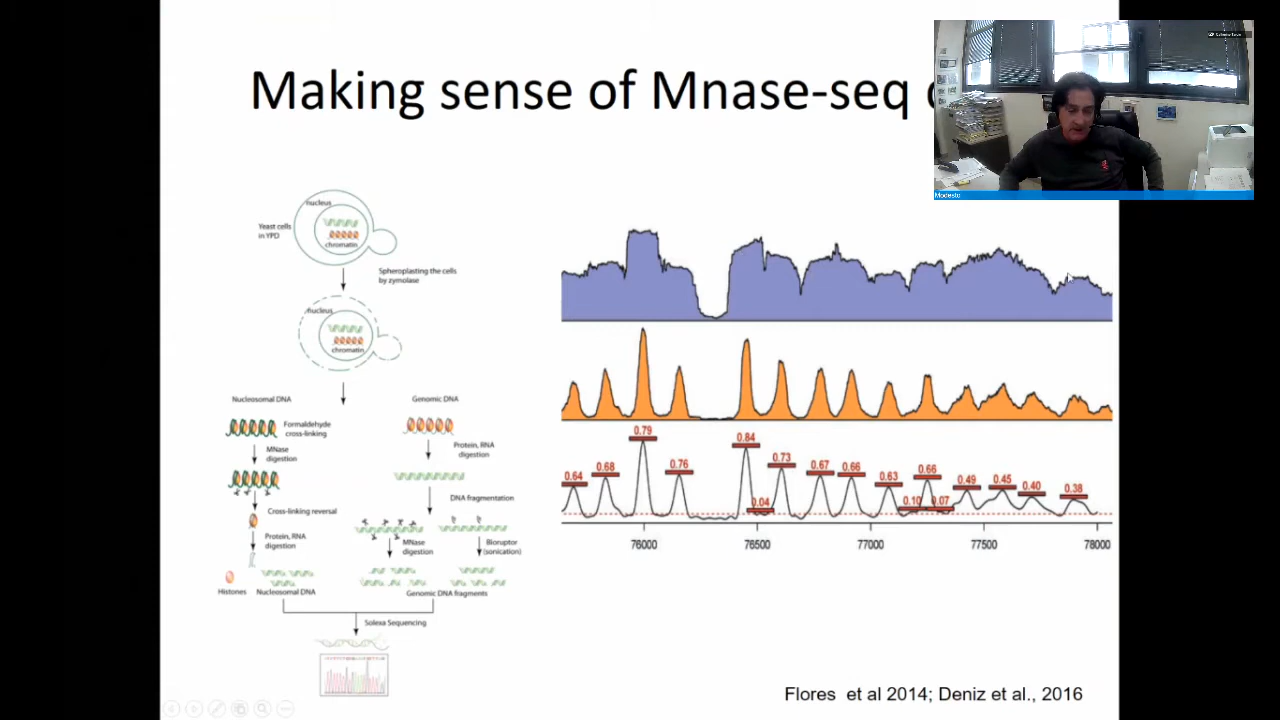 Making sense of Mnase-seq
Modesto
nucleus
Yeast cells
in YPD
chromatin
Spheroplasting the cells
by zymolase
nucleus
chromatin
Nucleosomal DNA
Genomic DNA
Formaldehyde
cross-linking
Protein, RNA
digestion
MNase
digestion
DNA fragmentation
Cross-linking reversal
Protein, RNA
digestion
MNase
digestion
Bioruptor
(sonication)
Histones
Nucleosomal DNA
Genomic DNA fragments
Solexa Sequencing
0.64
0.68
0.79
0.76
0.84
0.04
0.73
0.67
0.66
0.63
0.10
0.66
0.07
0.49
0.45
0.40
0.38
76000
76500
77000
77500
78000
Flores et al 2014; Deniz et al., 2016